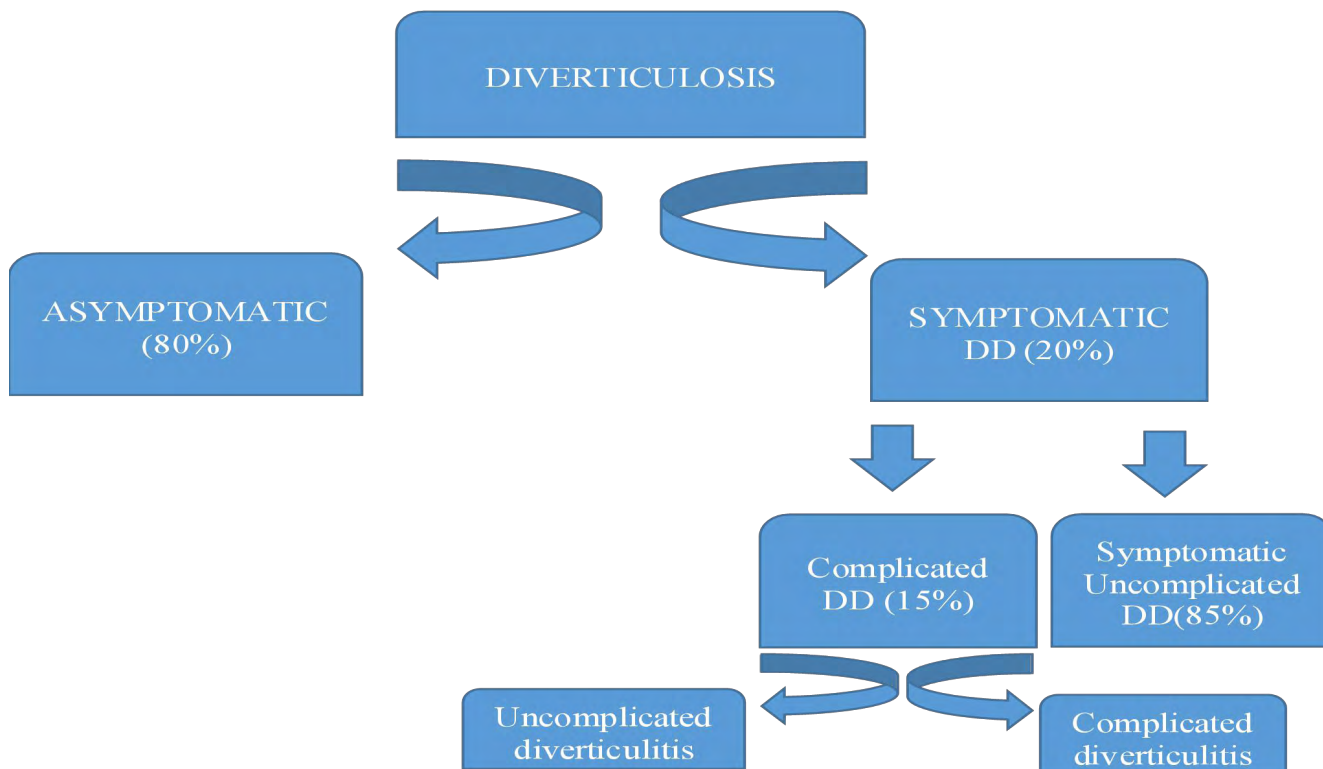 DIVERTICULOSIS
ASYMPTOMATIC
(80%)
SYMPTOMATIC
DD (20%)
Complicated
DD (15%)
Symptomatic
Uncomplicated
DD(85%)
Uncomplicated
diverticulitis
Complicated
diverticulitis